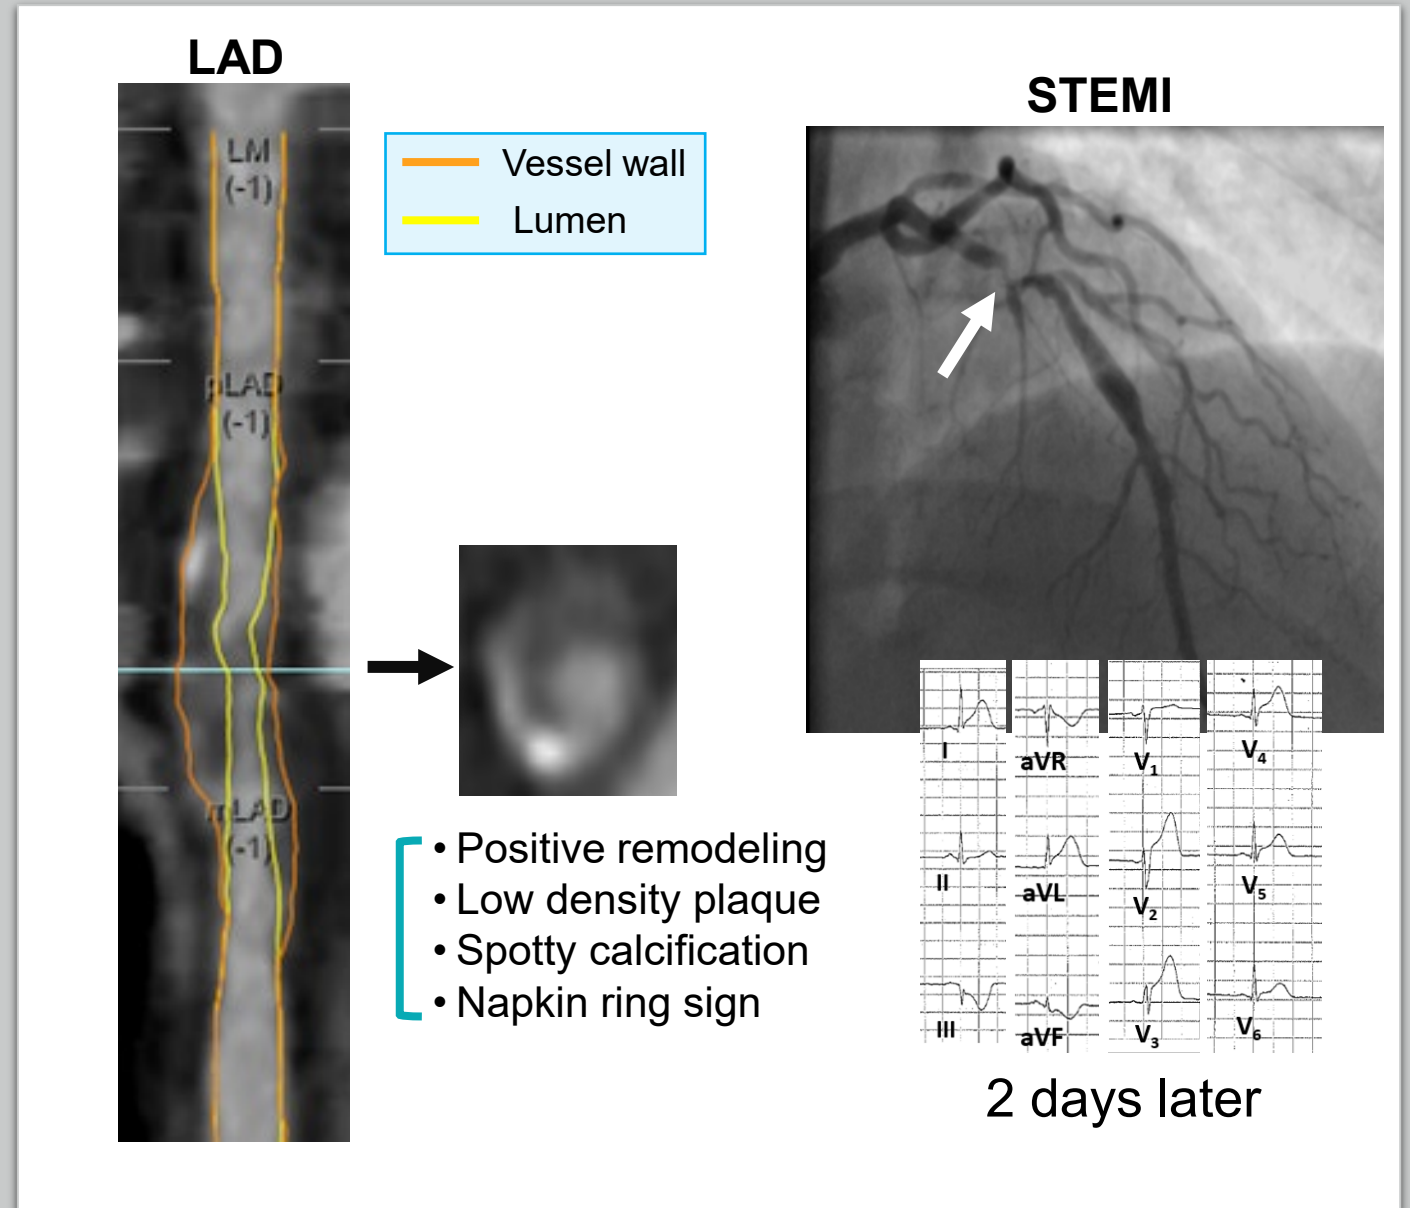 LAD
LM
(-1)
pLAD
(-1)
mLAD
(-1)
Vessel wall
Lumen
• Positive remodeling
• Low density plaque
• Spotty calcification
• Napkin ring sign
STEMI
I
aVR
V1
V4
II
aVL
V2
V5
III
aVF
V3
V6
2 days later